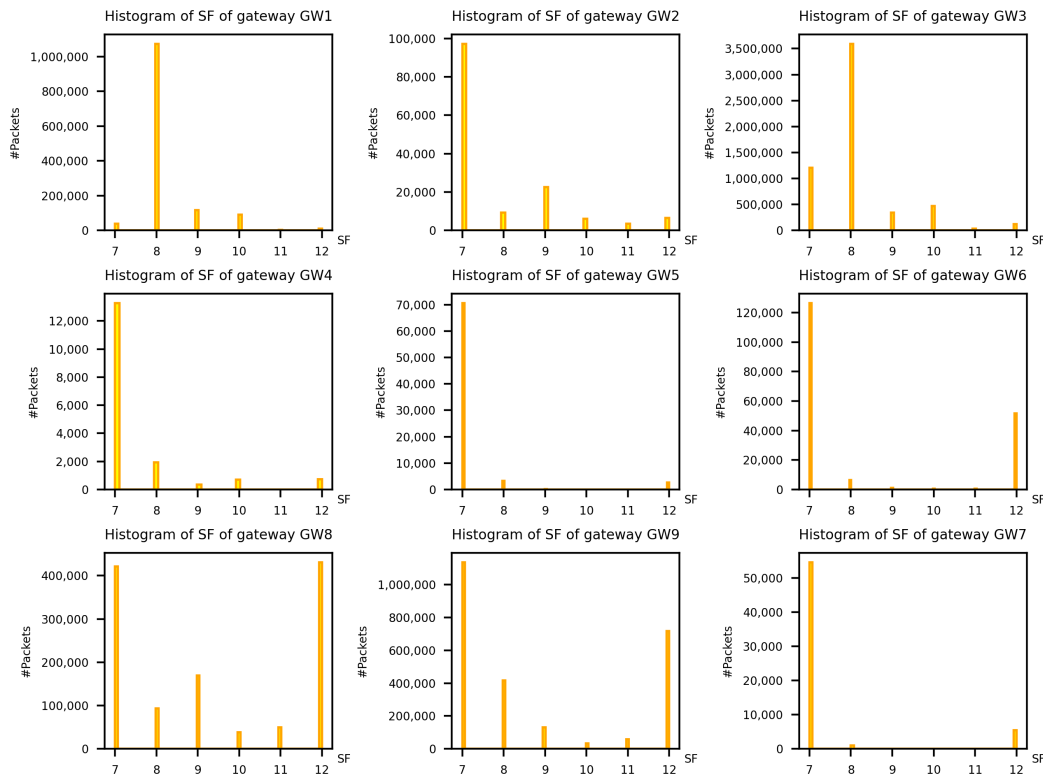 Histogram of SF of gateway GW1
#Packets
1,000,000
800,000
600,000
400,000
200,000
0
7 8 9 10 11 12
SF
Histogram of SF of gateway GW2
#Packets
100,000
80,000
60,000
40,000
20,000
0
7 8 9 10 11 12
SF
Histogram of SF of gateway GW3
#Packets
3,500,000
3,000,000
2,500,000
2,000,000
1,500,000
1,000,000
500,000
0
7 8 9 10 11 12
SF
Histogram of SF of gateway GW4
#Packets
12,000
10,000
8,000
6,000
4,000
2,000
0
7 8 9 10 11 12
SF
Histogram of SF of gateway GW5
#Packets
70,000
60,000
50,000
40,000
30,000
20,000
10,000
0
7 8 9 10 11 12
SF
Histogram of SF of gateway GW6
#Packets
120,000
100,000
80,000
60,000
40,000
20,000
0
7 8 9 10 11 12
SF
Histogram of SF of gateway GW8
#Packets
400,000
300,000
200,000
100,000
0
7 8 9 10 11 12
SF
Histogram of SF of gateway GW9
#Packets
1,000,000
800,000
600,000
400,000
200,000
0
7 8 9 10 11 12
SF
Histogram of SF of gateway GW7
#Packets
50,000
40,000
30,000
20,000
10,000
0
7 8 9 10 11 12
SF